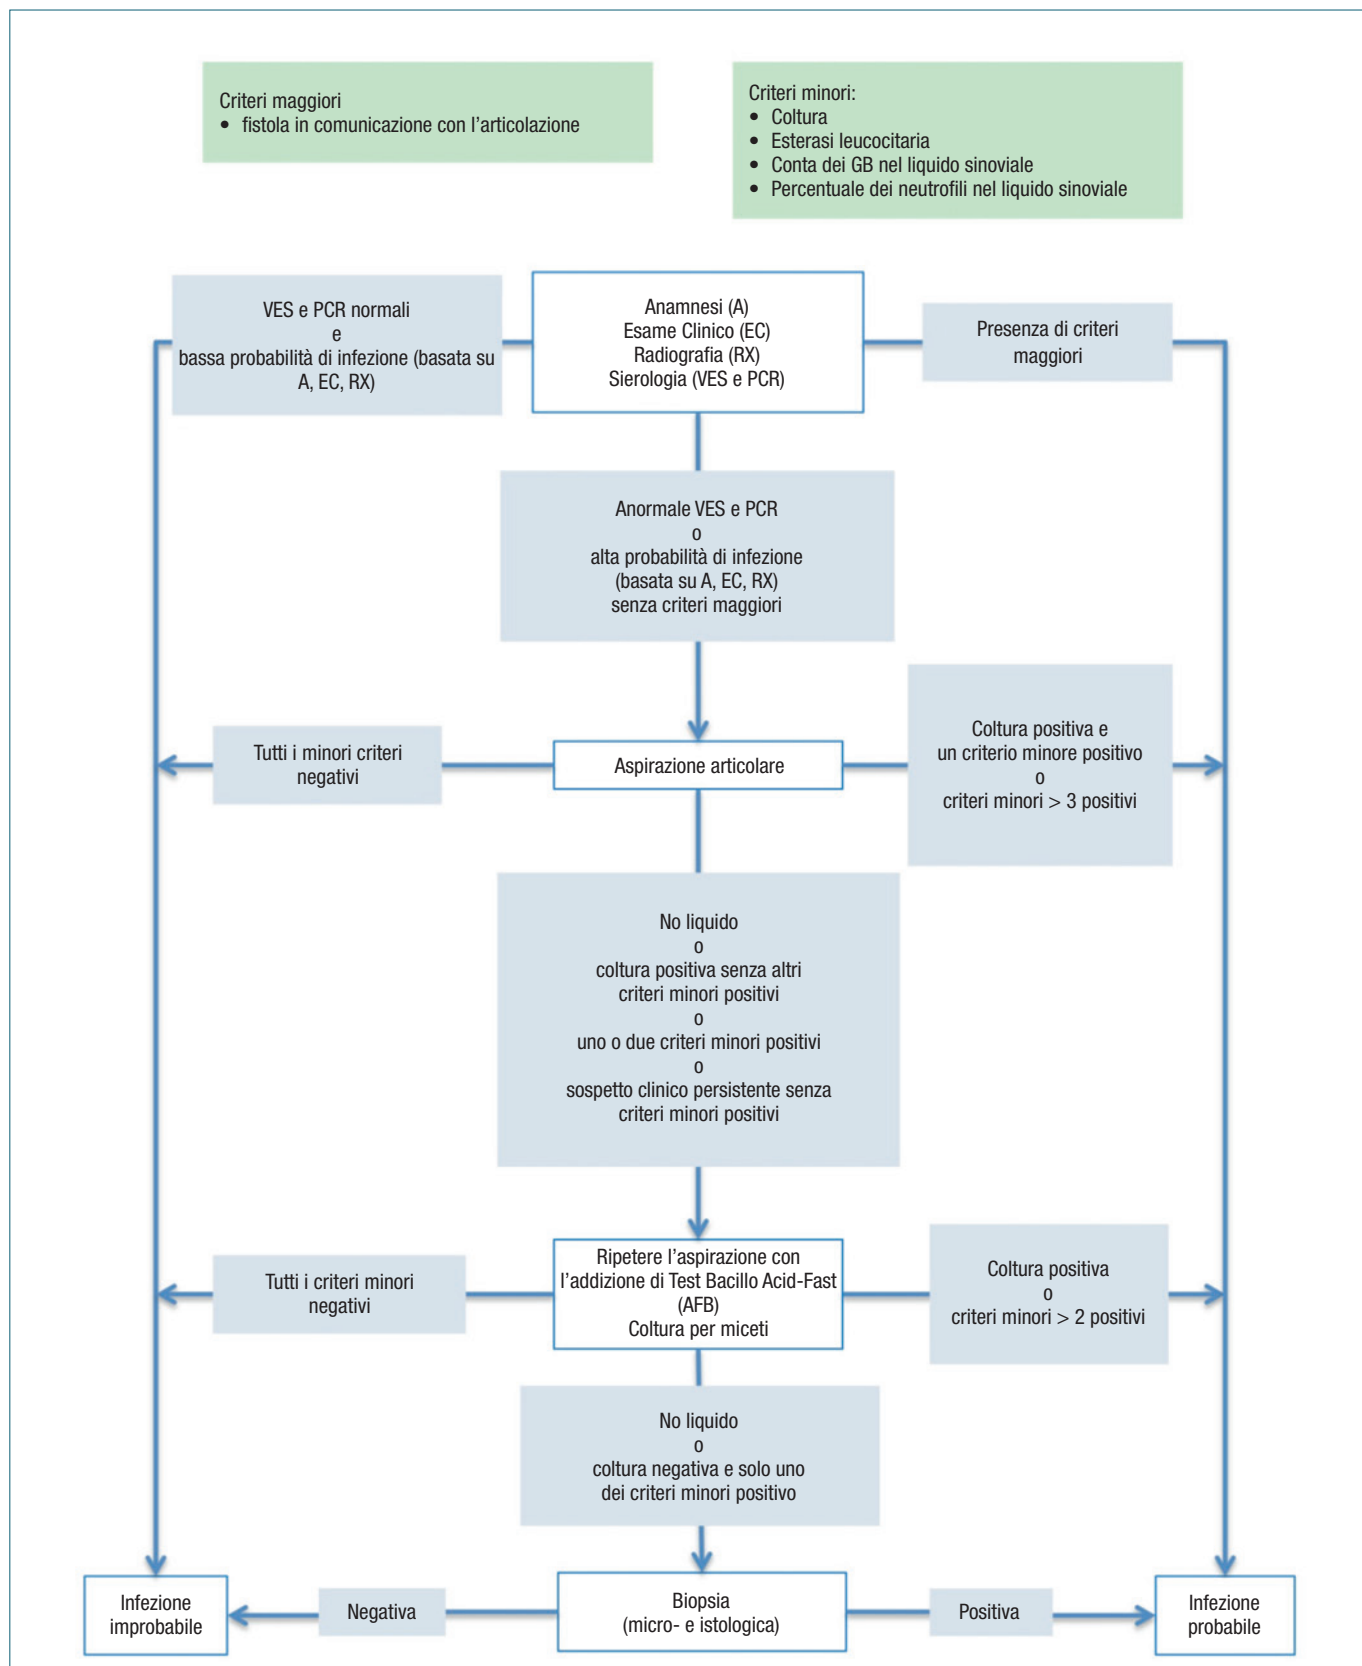 Criteri maggiori
• fistola in comunicazione con l'articolazione
Criteri minori:
• Coltura
• Esterasi leucocitaria
• Conta dei GB nel liquido sinoviale
• Percentuale dei neutrofili nel liquido sinoviale
VES e PCR normali
e
bassa probabilità di infezione (basata su
A, EC, RX)
Anamnesi (A)
Esame Clinico (EC)
Radiografia (RX)
Sierologia (VES e PCR)
Presenza di criteri
maggiori
Anormale VES e PCR
o
alta probabilità di infezione
(basata su A, EC, RX)
senza criteri maggiori
Tutti i minori criteri
negativi
Aspirazione articolare
Coltura positiva e
un criterio minore positivo
o
criteri minori > 3 positivi
No liquido
o
coltura positiva senza altri
criteri minori positivi
o
uno o due criteri minori positivi
o
sospetto clinico persistente senza
criteri minori positivi
Tutti i criteri minori
negativi
Ripetere l'aspirazione con
l'addizione di Test Bacillo Acid-Fast
(AFB)
Coltura per miceti
Coltura positiva
o
criteri minori > 2 positivi
No liquido
o
coltura negativa e solo uno
dei criteri minori positivo
Infezione
improbabile
Negativa
Biopsia
(micro- e istologica)
Positiva
Infezione
probabile